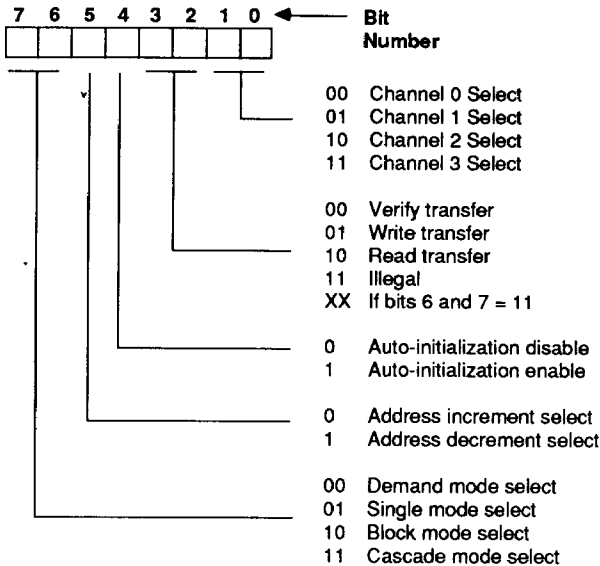 7 6 5 4 3 2 1 0 Bit
Number
00 Channel 0 Select
01 Channel 1 Select
10 Channel 2 Select
11 Channel 3 Select
00 Verify transfer
01 Write transfer
10 Read transfer
11 Illegal
XX If bits 6 and 7 = 11
0 Auto-initialization disable
1 Auto-initialization enable
0 Address increment select
1 Address decrement select
00 Demand mode select
01 Single mode select
10 Block mode select
11 Cascade mode select